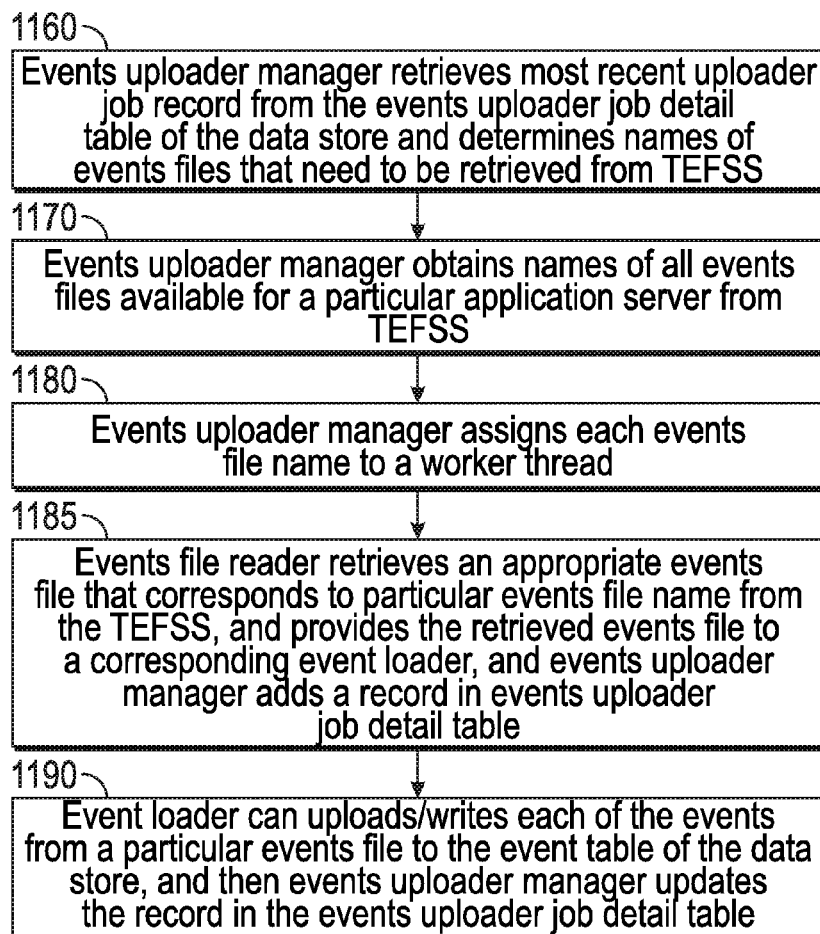 1160
Events uploader manager retrieves most recent uploader
job record from the events uploader job detail
table of the data store and determines names of
events files that need to be retrieved from TEFSS
1170
Events uploader manager obtains names of all events
files available for a particular application server from
TEFSS
1180
Events uploader manager assigns each events
file name to a worker thread
1185
Events file reader retrieves an appropriate events
file that corresponds to particular events file name from
the TEFSS, and provides the retrieved events file to
a corresponding event loader, and events uploader
manager adds a record in events uploader
job detail table
1190
Event loader can uploads/writes each of the events
from a particular events file to the event table of the data
store, and then events uploader manager updates
the record in the events uploader job detail table